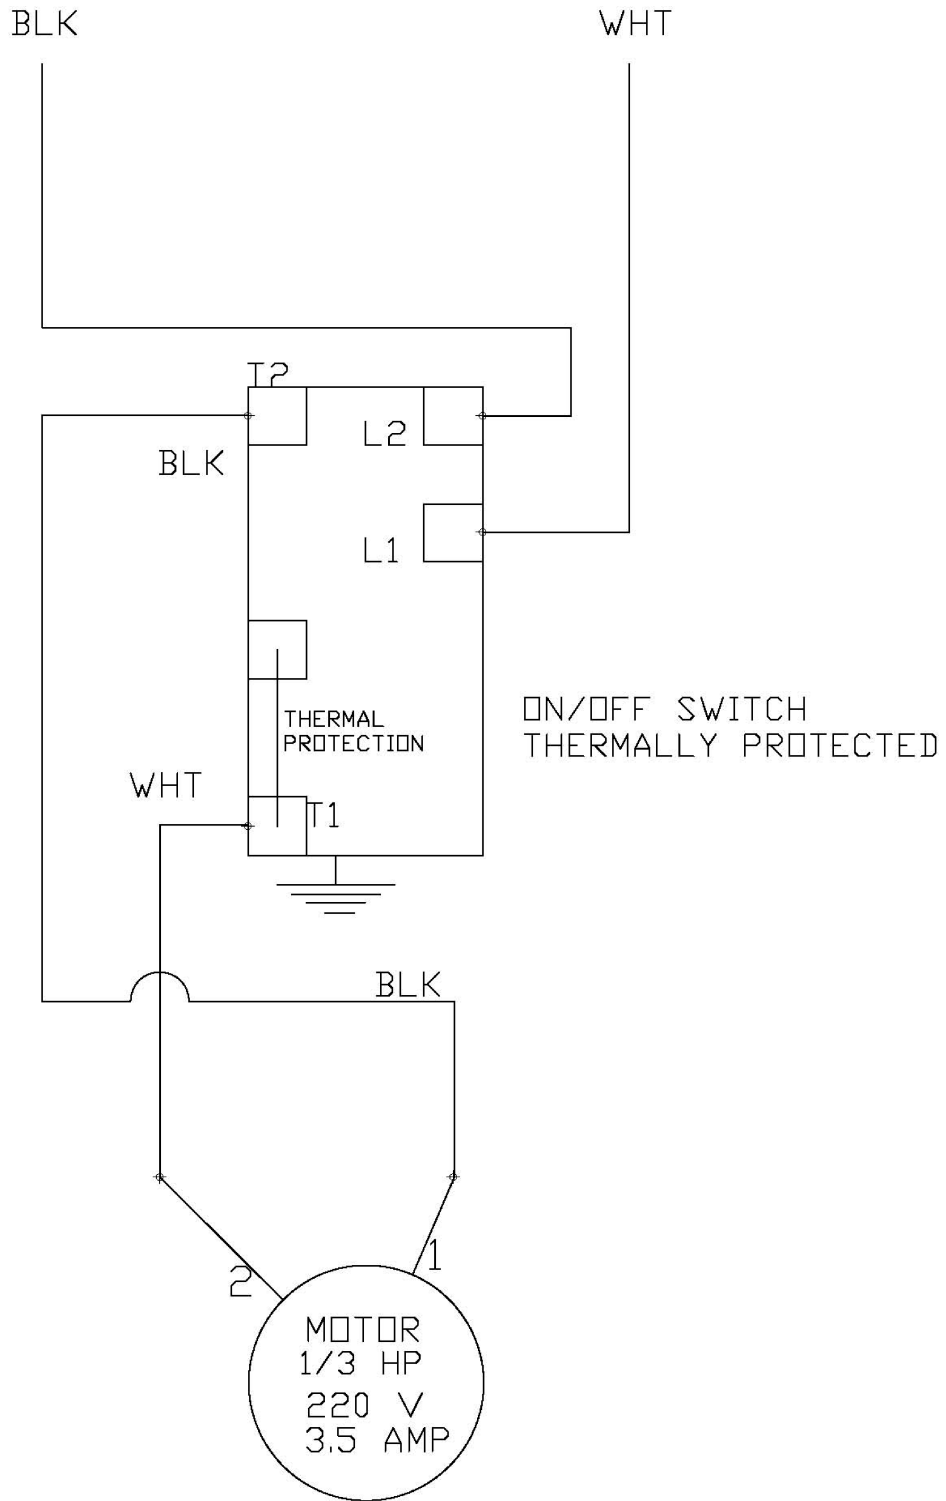 BLK
WHT
T2
L2
BLK
L1
THERMAL
PROTECTION
ON/OFF SWITCH
THERMALLY PROTECTED
WHT
T1
BLK
1
2
MOTOR
1/3 HP
220 V
3.5 AMP